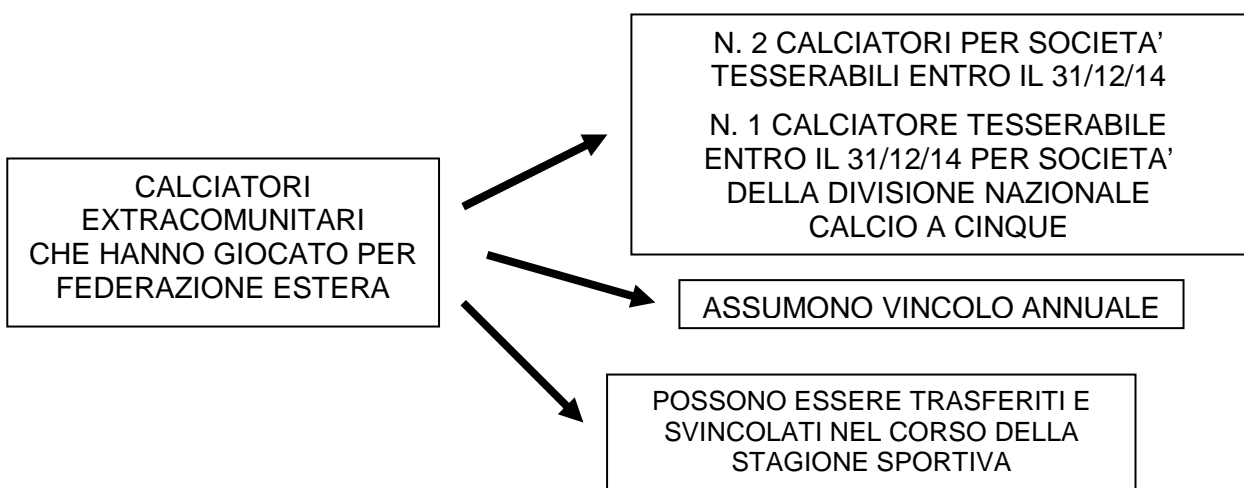 N. 2 CALCIATORI PER SOCIETA'
TESSERABILI ENTRO IL 31/12/14
N. 1 CALCIATORE TESSERABILE
ENTRO IL 31/12/14 PER SOCIETA'
DELLA DIVISIONE NAZIONALE
CALCIO A CINQUE
CALCIATORI
EXTRACOMUNITARI
CHE HANNO GIOCATO PER
FEDERAZIONE ESTERA
ASSUMONO VINCOLO ANNUALE
POSSONO ESSERE TRASFERITI E
SVINCOLATI NEL CORSO DELLA
STAGIONE SPORTIVA